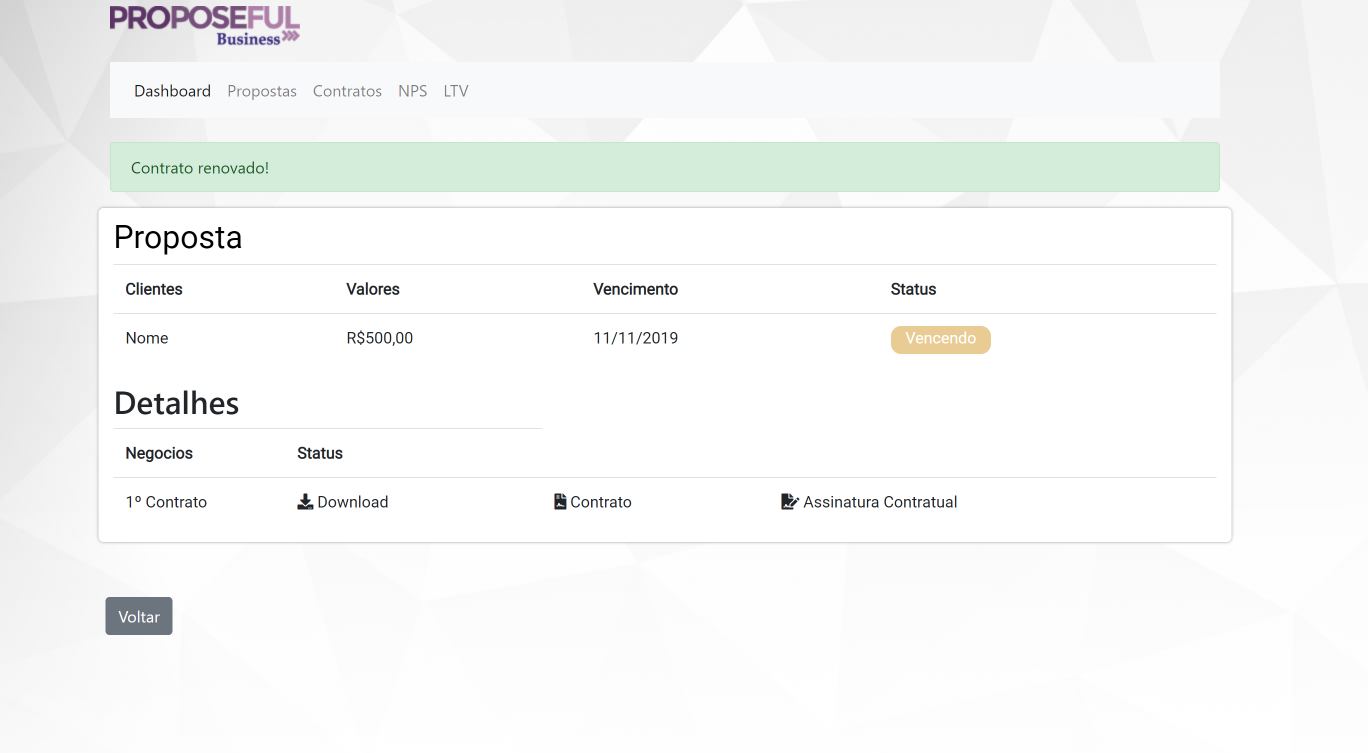 PROPOSEFUL
Business
Dashboard Propostas Contratos NPS LTV
Contrato renovado!
Proposta
Clientes Valores Vencimento Status
Nome R$500,00 11/11/2019 Vencendo
Detalhes
Negocios Status
1º Contrato Download Contrato Assinatura Contratual
Voltar